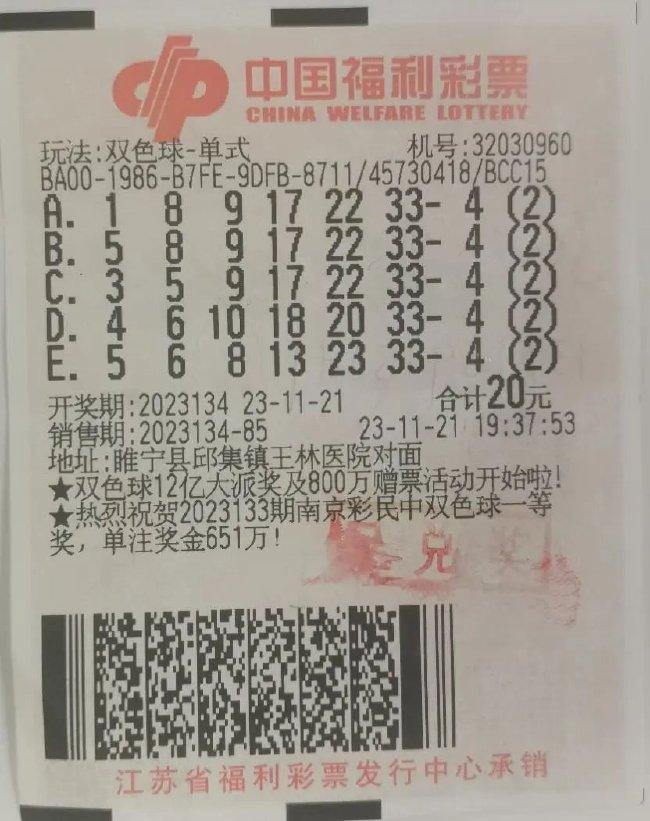 中国福利彩票
CHINA WELFARE LOTTERY
玩法:双色球-单式 机号:32030960
BA00-1986-B7FE-9DFB-8711/45730418/BCC15
A. 1 8 9 17 22 33- 4 (2)
B. 5 8 9 17 22 33- 4 (2)
C. 3 5 9 17 22 33- 4 (2)
D. 4 6 10 18 20 33- 4 (2)
E. 5 6 8 13 23 33- 4 (2)
开奖期:2023134 23-11-21 合计20元
销售期:2023134-85 23-11-21 19:37:53
地址:睢宁县邱集镇王林医院对面
★双色球12亿大派奖及800万赠票活动开始啦!
★热烈祝贺2023133期南京彩民中双色球一等
奖, 单注奖金651万!
兑奖
江苏省福利彩票发行中心承销